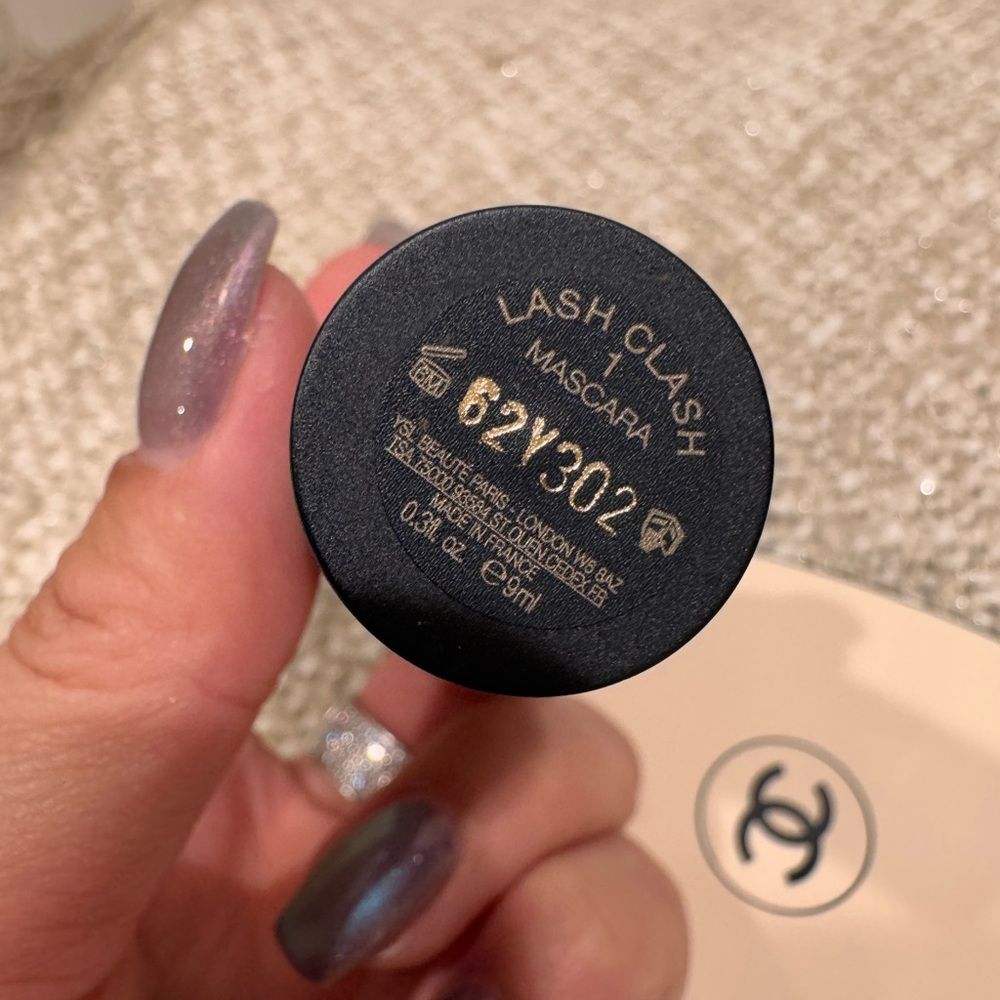 LASH CLASH
1
MASCARA
6M
62Y302
YSL BEAUTÉ PARIS - LONDON W6 8AZ
TSA 75000 93584 ST. OUEN CEDEX FR
MADE IN FRANCE
0.3fl. oz. ℮ 9ml